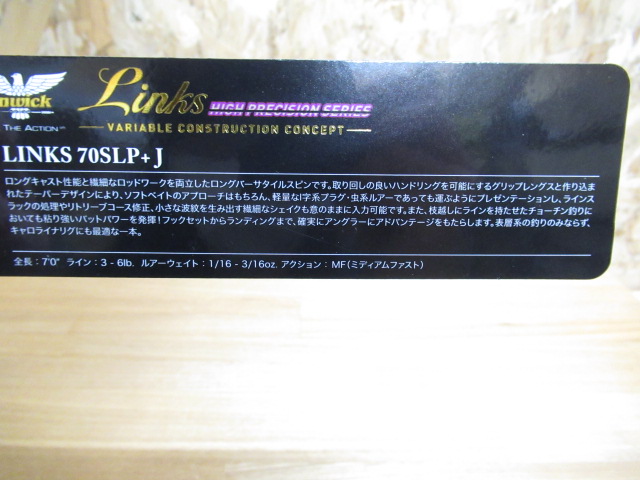 Links HIGH PRECISION SERIES
VARIABLE CONSTRUCTION CONCEPT
THE ACTION
LINKS 70SLP+ J
ロングキャスト性能と繊細なロッドワークを両立したロングバーサタイルスピンです。取り回しの良いハンドリングを可能にするグリップレングスと作り込ま
れたテーパーデザインにより、ソフトベイトのアプローチはもちろん、軽量なI字系プラグ・虫系ルアーであっても運ぶようにプレゼンテーションし、ラインス
ラックの処理やリトリーブコース修正、小さな波紋を生み出す繊細なシェイクも意のままに入力可能です。また、枝越しにラインを持たせたチョーチン釣りに
おいても粘り強いバットパワーを発揮!フックセットからランディングまで、確実にアングラーにアドバンテージをもたらします。表層系の釣りのみならず、
キャロライナリグにも最適な一本。
全長:7'0" ライン:3 - 6lb. ルアーウェイト:1/16 - 3/16oz. アクション:MF(ミディアムファスト)